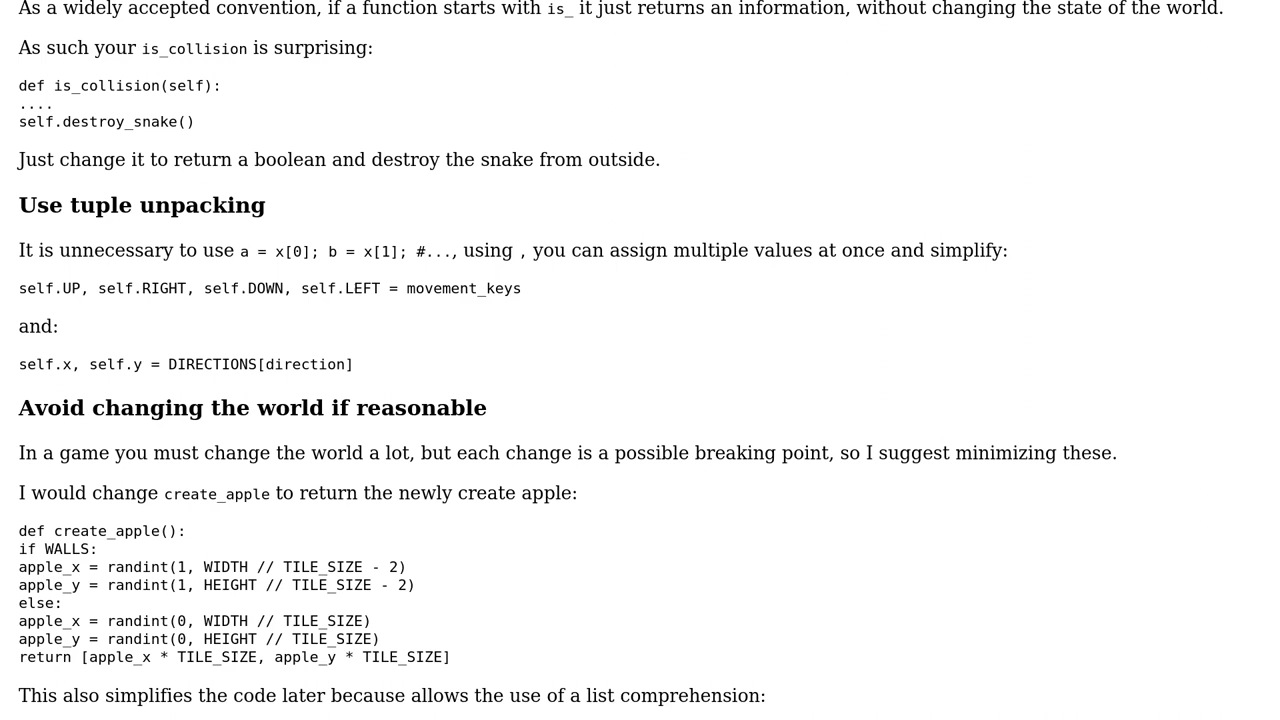 As a widely accepted convention, if a function starts with is_ it just returns an information, without changing the state of the world.
As such your is_collision is surprising:
def is_collision(self):
....
self.destroy_snake()
Just change it to return a boolean and destroy the snake from outside.
Use tuple unpacking
It is unnecessary to use a = x[0]; b = x[1]; #..., using , you can assign multiple values at once and simplify:
self.UP, self.RIGHT, self.DOWN, self.LEFT = movement_keys
and:
self.x, self.y = DIRECTIONS[direction]
Avoid changing the world if reasonable
In a game you must change the world a lot, but each change is a possible breaking point, so I suggest minimizing these.
I would change create_apple to return the newly create apple:
def create_apple():
if WALLS:
apple_x = randint(1, WIDTH // TILE_SIZE - 2)
apple_y = randint(1, HEIGHT // TILE_SIZE - 2)
else:
apple_x = randint(0, WIDTH // TILE_SIZE)
apple_y = randint(0, HEIGHT // TILE_SIZE)
return [apple_x * TILE_SIZE, apple_y * TILE_SIZE]
This also simplifies the code later because allows the use of a list comprehension: